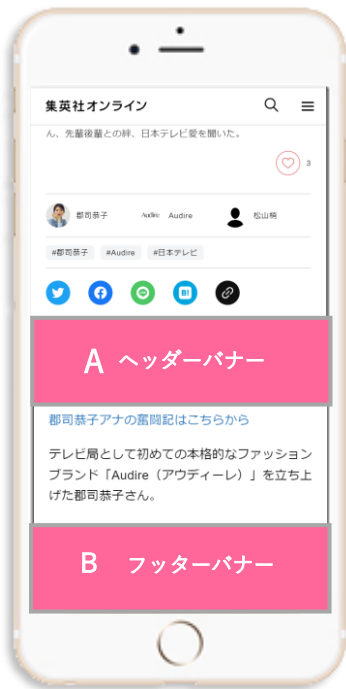 集英社オンライン
ん、先輩後輩との絆、日本テレビ愛を聞いた。
3
郡司恭子 Audire Audire 松山梢
#郡司恭子 #Audire #日本テレビ
B!
A ヘッダーバナー
郡司恭子アナの奮闘記はこちらから
テレビ局として初めての本格的なファッション
ブランド「Audire（アウディーレ）」を立ち上
げた郡司恭子さん。
B フッターバナー